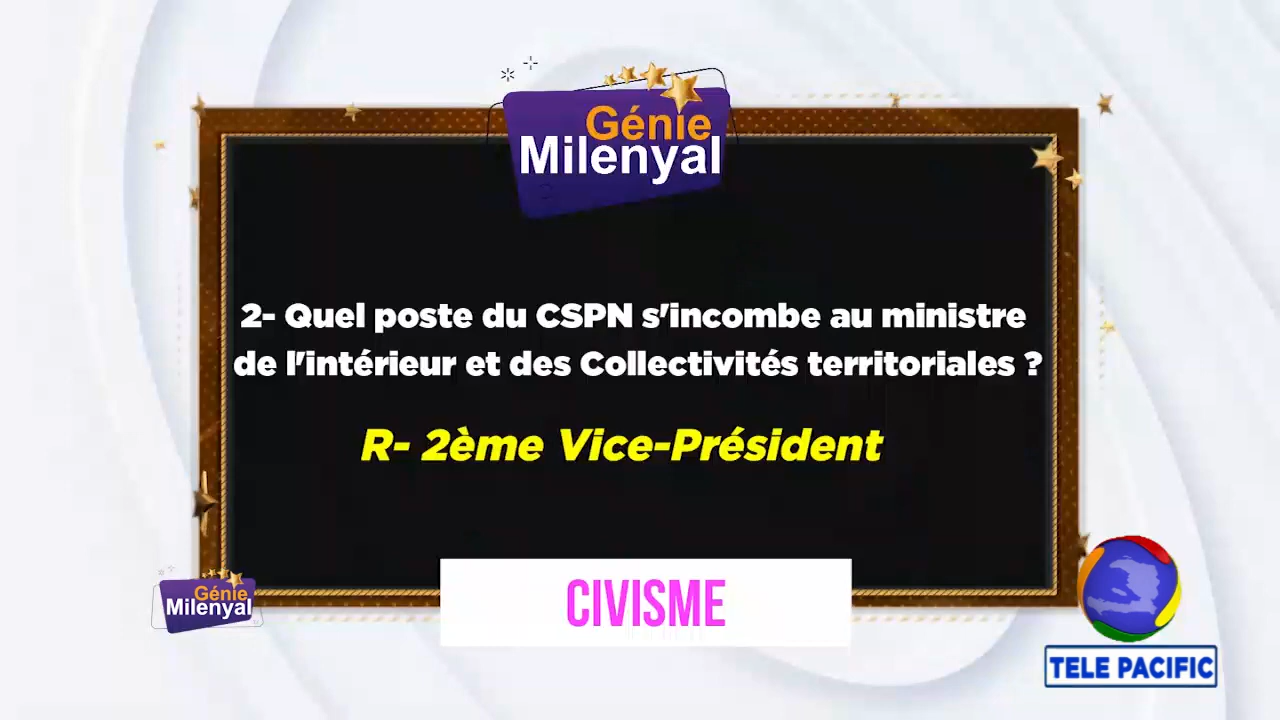 Génie
Milenyal
2- Quel poste du CSPN s'incombe au ministre
de l'intérieur et des Collectivités territoriales ?
R- 2ème Vice-Président
CIVISME
Génie
Milenyal
TELE PACIFIC